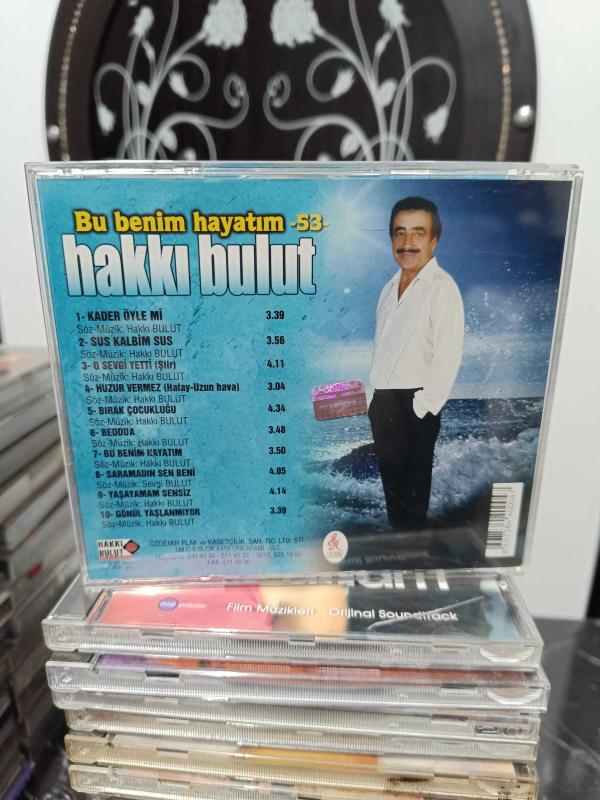 Bu benim hayatım -53-
hakkı bulut
1- KADER ÖYLE Mİ 3.39
Söz-Müzik: Hakkı BULUT
2- SUS KALBİM SUS 3.56
Söz-Müzik: Hakkı BULUT
3- O SEVGİ YETTİ (Şiir) 4.11
Söz-Müzik: Hakkı BULUT
4- HUZUR VERMEZ (Halay-Uzun hava) 3.04
Söz-Müzik: Hakkı BULUT
5- BIRAK ÇOCUKLUĞU 4.34
Söz-Müzik: Hakkı BULUT
6- BEDDUA 3.48
Söz-Müzik: Hakkı BULUT
7- BU BENİM HAYATIM 3.50
Söz-Müzik: Hakkı BULUT
8- SARAMADIN SEN BENİ 4.05
Söz-Müzik: Sevgi BULUT
9- YAŞAYAMAM SENSİZ 4.14
Söz-Müzik: Hakkı BULUT
10- GÖNÜL YAŞLANMIYOR 3.39
Söz-Müzik: Hakkı BULUT
HAKKI
BULUT
ÖZDEMİR PLAK ve KASETÇİLİK. SAN. TİC. LTD. ŞTİ.
Film Müzikleri Orijinal Soundtrack